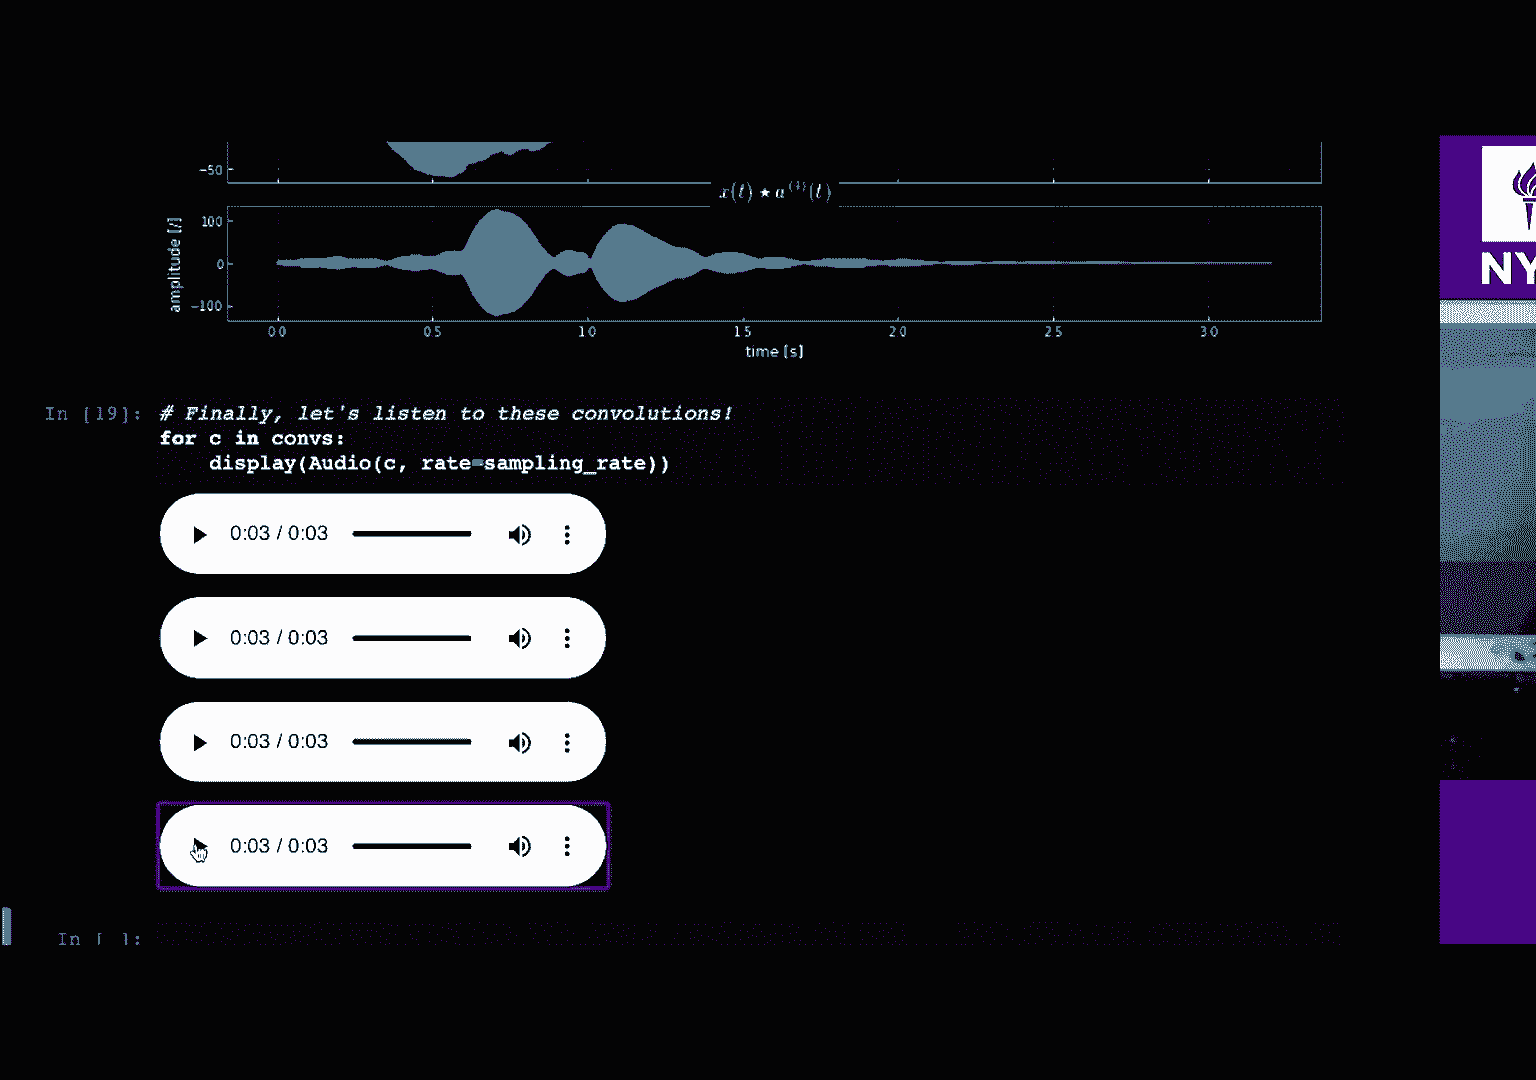 −50
x(t) ⋆ a⁽³⁾(t)
100
0
−100
amplitude [/]
0.0 0.5 1.0 1.5 2.0 2.5 3.0
time [s]
In [19]:
# Finally, let's listen to these convolutions!
for c in convs:
    display(Audio(c, rate=sampling_rate))
0:03 / 0:03
0:03 / 0:03
0:03 / 0:03
0:03 / 0:03
In [ ]:
NY